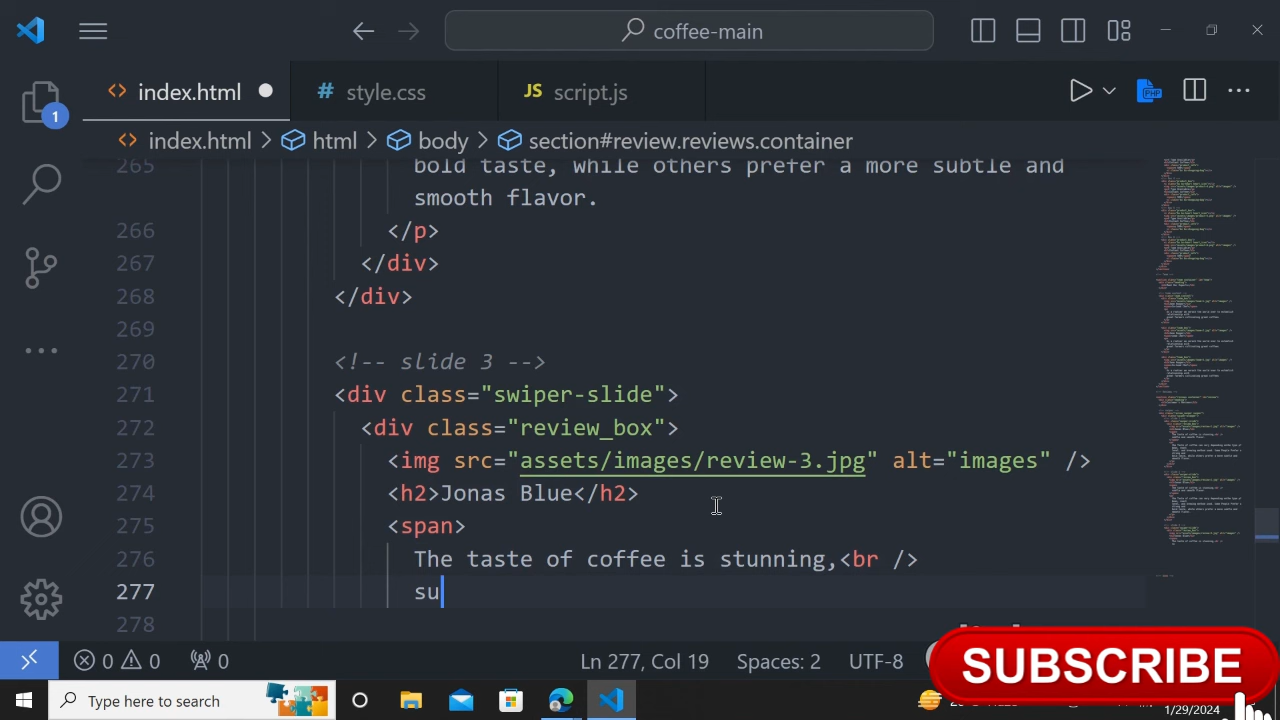 coffee-main
index.html
# style.css
JS script.js
PHP
1
index.html > html > body > section#review.reviews.container
265 bold taste, while others prefer a more subtle and
smooth flavor.
266 </p>
267 </div>
268 </div>
269
270 <!-- slide 3 -->
271 <div class="swiper-slide">
272 <div class="review_box">
273 <img src="assets/images/review3.jpg" alt="images" />
274 <h2>Jonas Blue</h2>
275 <span>
276 The taste of coffee is stunning,<br />
277 su
278
0 0 0 Ln 277, Col 19 Spaces: 2 UTF-8
SUBSCRIBE
Type here to search
1/29/2024